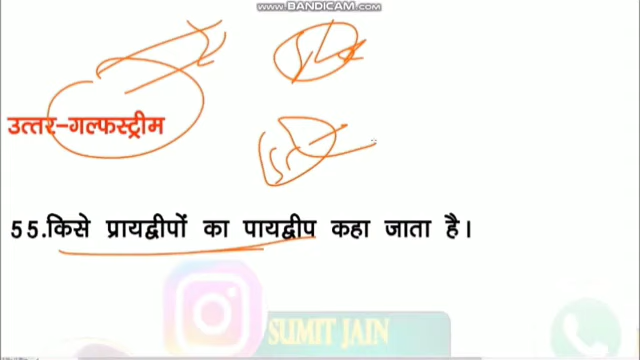 www.BANDICAM.com
उत्तर-गल्फस्ट्रीम
55.किसे प्रायद्वीपों का पायद्वीप कहा जाता है।
SUMIT JAIN